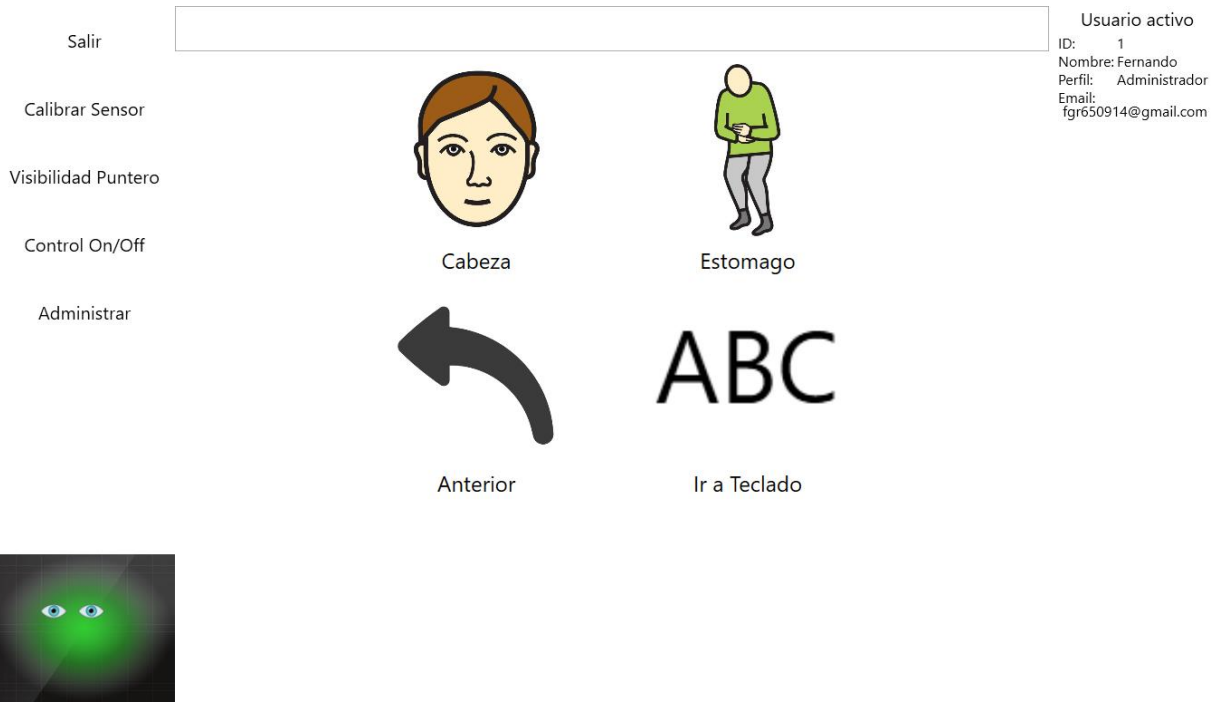 Salir
Calibrar Sensor
Visibilidad Puntero
Control On/Off
Administrar
Cabeza
Estomago
ABC
Anterior
Ir a Teclado
Usuario activo
ID: 1
Nombre: Fernando
Perfil: Administrador
Email:
fgr650914@gmail.com